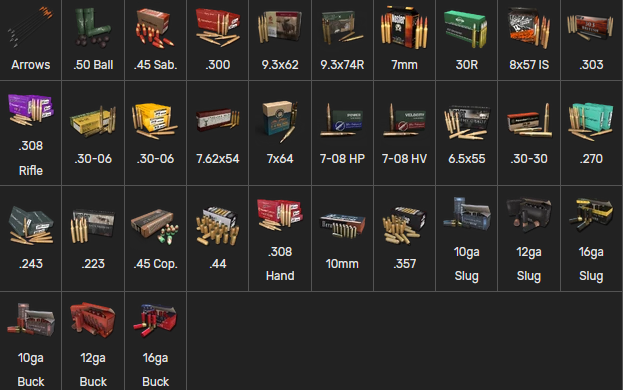 Arrows
.50 Ball
.45 Sab.
.300
9.3x62
9.3x74R
7mm
30R
8x57 IS
.303
.308
Rifle
.30-06
.30-06
7.62x54
7x64
7-08 HP
7-08 HV
6.5x55
.30-30
.270
.243
.223
.45 Cop.
.44
.308
Hand
10mm
.357
10ga
Slug
12ga
Slug
16ga
Slug
10ga
Buck
12ga
Buck
16ga
Buck